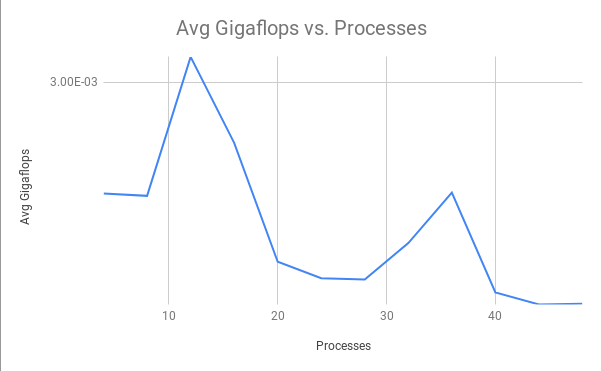 Avg Gigaflops vs. Processes
3.00E-03
Avg Gigaflops
10 20 30 40
Processes